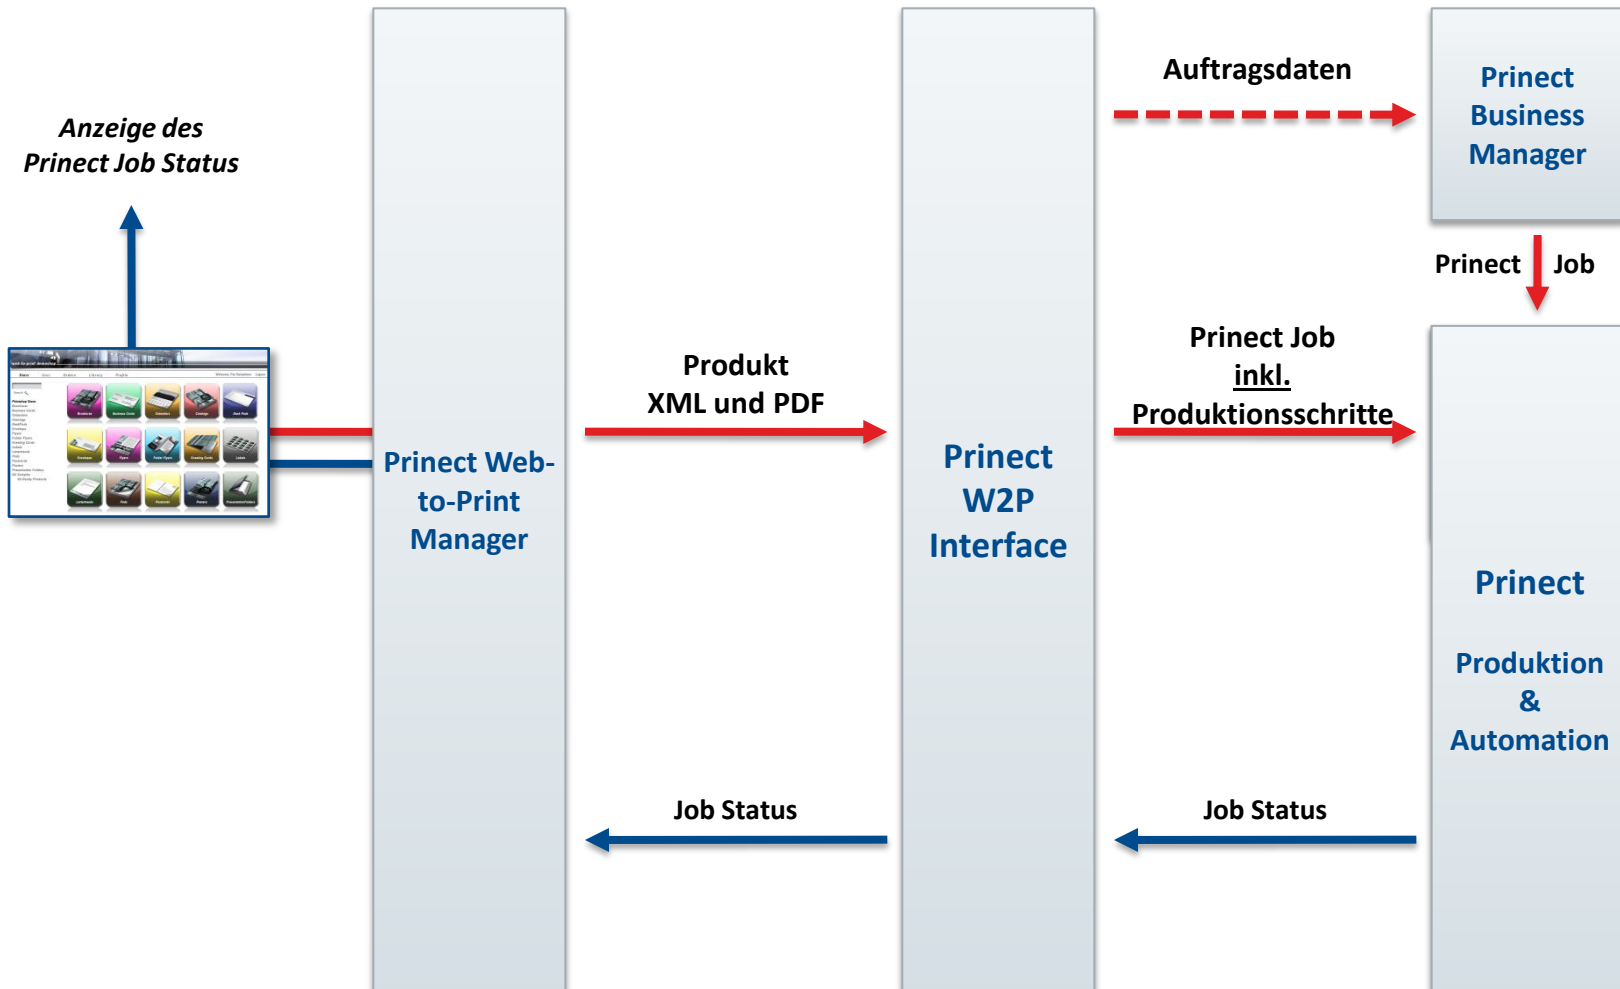 Auftragsdaten
Prinect
Business
Manager
Anzeige des
Prinect Job Status
Prinect Job
Prinect Job
inkl.
Produktionsschritte
Produkt
XML und PDF
Prinect Web-
to-Print
Manager
Prinect
W2P
Interface
Prinect
Produktion
&
Automation
Job Status
Job Status